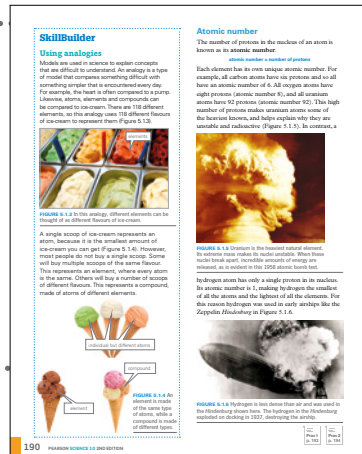 SkillBuilder
Using analogies
Models are used in science to explain concepts
that are difficult to understand. An analogy is a type
of model that compares something difficult with
something simpler that is encountered every day.
For example, the heart is often compared to a pump.
Likewise, atoms, elements and compounds can
be compared to ice-cream. There are 118 different
elements, so this analogy uses 118 different flavours
of ice-cream to represent them (Figure 5.1.3).
elements
FIGURE 5.1.3 In this analogy, different elements can be
thought of as different flavours of ice-cream.
A single scoop of ice-cream represents an
atom, because it is the smallest amount of
ice-cream you can get (Figure 5.1.4). However,
most people do not buy a single scoop. Some
will buy multiple scoops of the same flavour.
This represents an element, where every atom
is the same. Others will buy a number of scoops
of different flavours. This represents a compound,
made of atoms of different elements.
individual but different atoms
compound
element
FIGURE 5.1.4 An
element is made
of the same type
of atoms, while a
compound is made
of different types.
Atomic number
The number of protons in the nucleus of an atom is
known as its atomic number.
atomic number = number of protons
Each element has its own unique atomic number. For
example, all carbon atoms have six protons and so all
have an atomic number of 6. All oxygen atoms have
eight protons (atomic number 8), and all uranium
atoms have 92 protons (atomic number 92). This high
number of protons makes uranium atoms some of
the heaviest known, and helps explain why they are
unstable and radioactive (Figure 5.1.5). In contrast, a
FIGURE 5.1.5 Uranium is the heaviest natural element.
Its extreme mass makes its nuclei unstable. When these
nuclei break apart, incredible amounts of energy are
released, as is evident in this 1958 atomic bomb test.
hydrogen atom has only a single proton in its nucleus.
Its atomic number is 1, making hydrogen the smallest
of all the atoms and the lightest of all the elements. For
this reason hydrogen was used in early airships like the
Zeppelin Hindenburg in Figure 5.1.6.
FIGURE 5.1.6 Hydrogen is less dense than air and was used in
the Hindenburg shown here. The hydrogen in the Hindenburg
exploded on docking in 1937, destroying the airship.
Prac 1
p. 193
Prac 2
p. 194
190 PEARSON SCIENCE 10 2ND EDITION